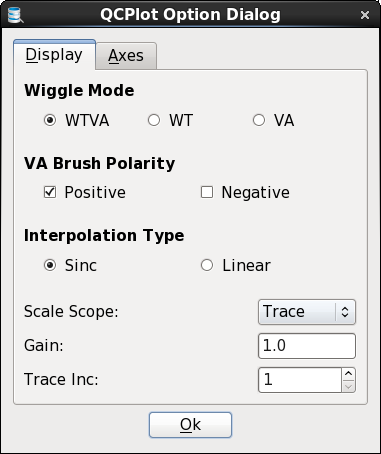 QCPlot Option Dialog
Display Axes
Wiggle Mode
WTVA WT VA
VA Brush Polarity
Positive Negative
Interpolation Type
Sinc Linear
Scale Scope: Trace
Gain: 1.0
Trace Inc: 1
Ok